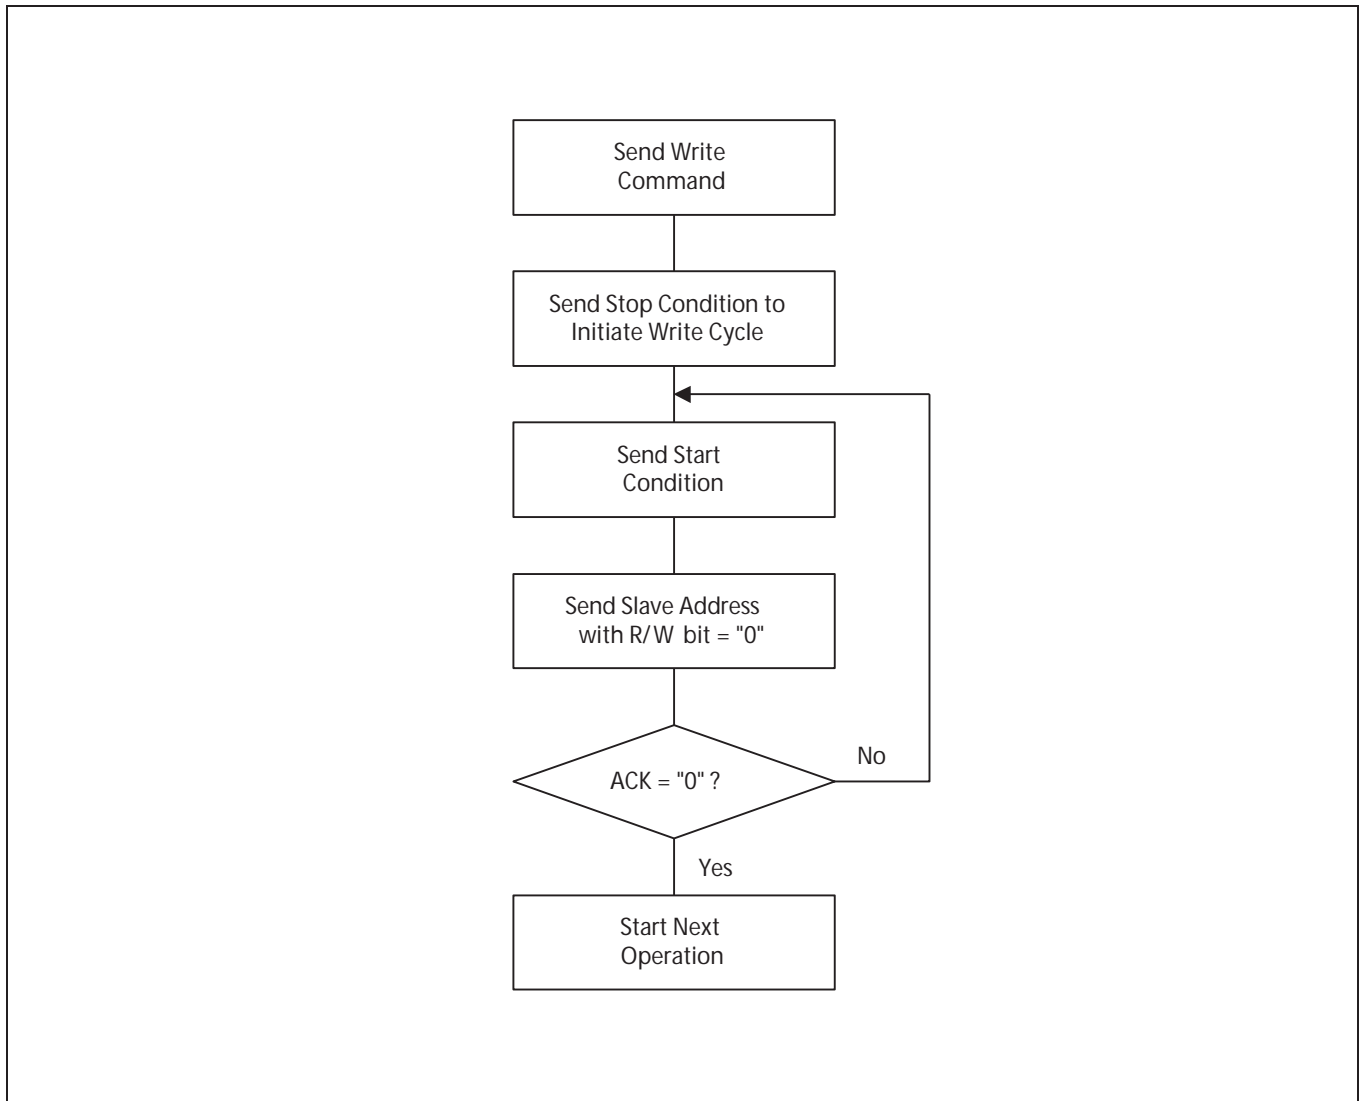 Send Write
Command
Send Stop Condition to
Initiate Write Cycle
Send Start
Condition
Send Slave Address
with R/W bit = "0"
ACK = "0" ?
No
Yes
Start Next
Operation